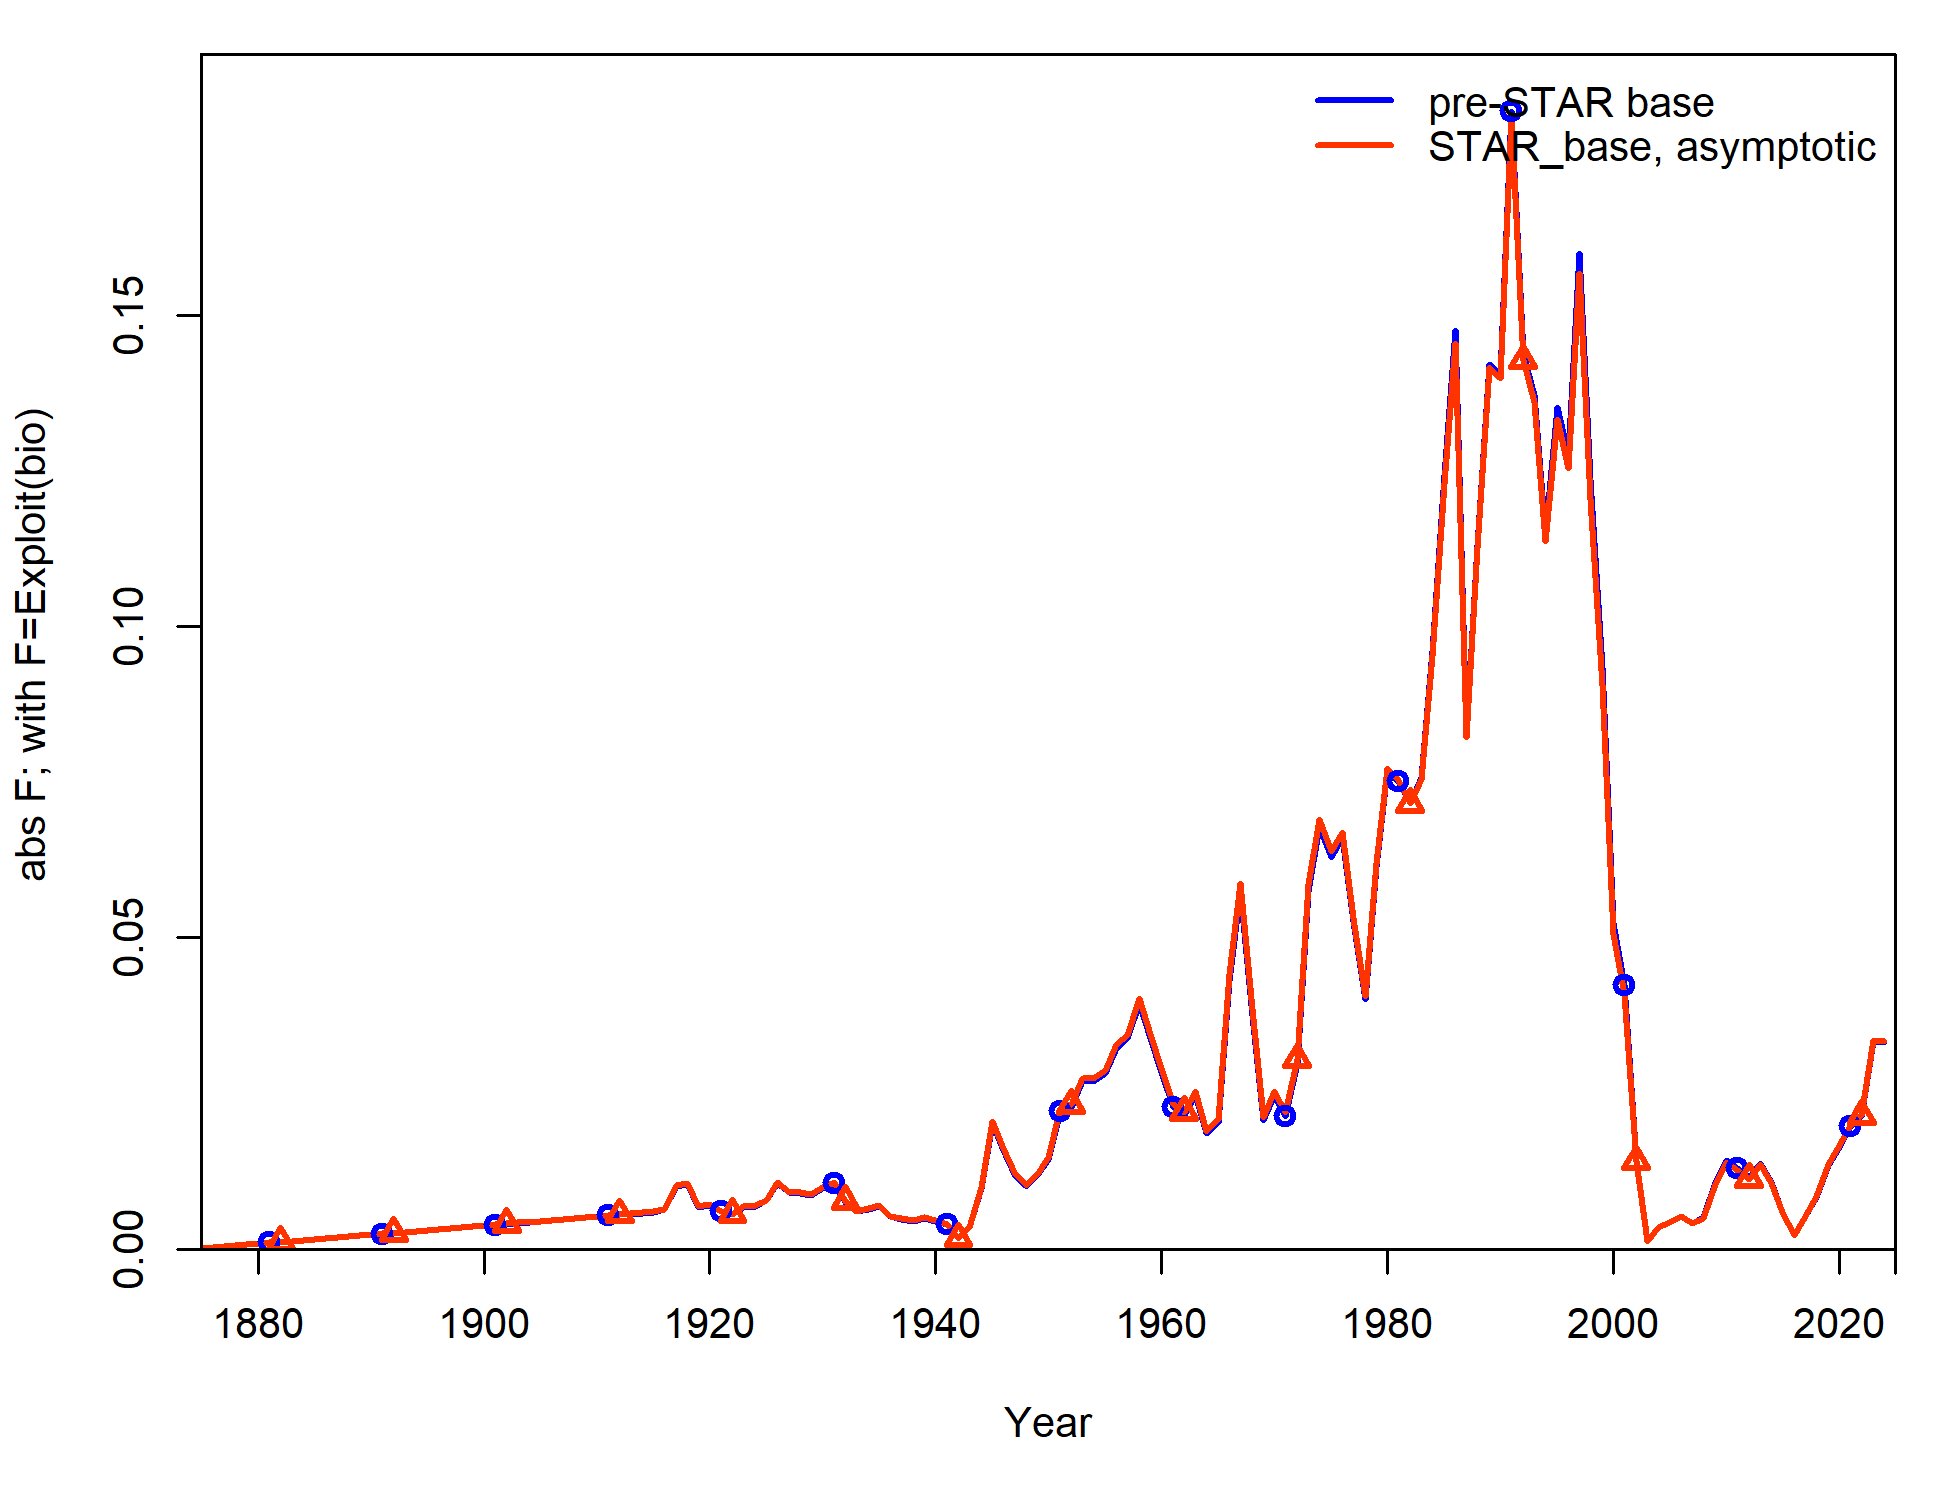 pre-STAR base
STAR_base, asymptotic
abs F; with F=Exploit(bio)
0.15
0.10
0.05
0.00
1880 1900 1920 1940 1960 1980 2000 2020
Year